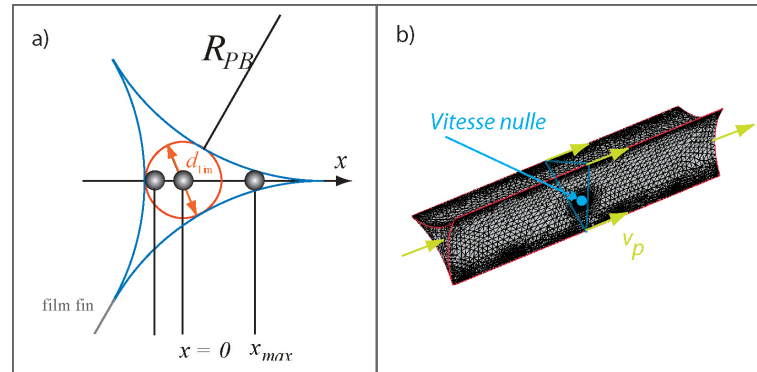 a)
R_PB
x
d_lim
film fin
x = 0
x_max
b)
Vitesse nulle
v_p